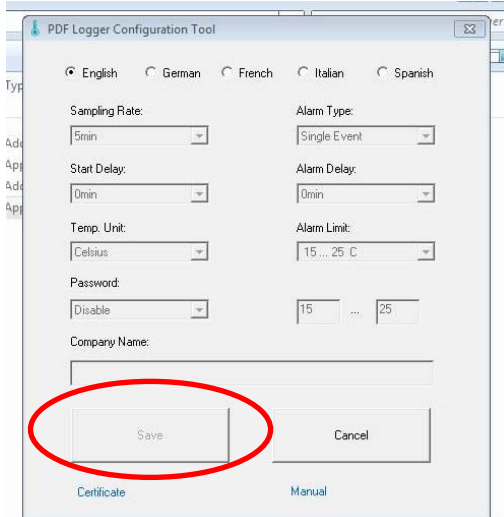 PDF Logger Configuration Tool
English German French Italian Spanish
Sampling Rate: Alarm Type:
5min Single Event
Start Delay: Alarm Delay:
0min 0min
Temp. Unit: Alarm Limit:
Celsius 15 ... 25 C
Password:
Disable 15 ... 25
Company Name:
Save Cancel
Certificate Manual